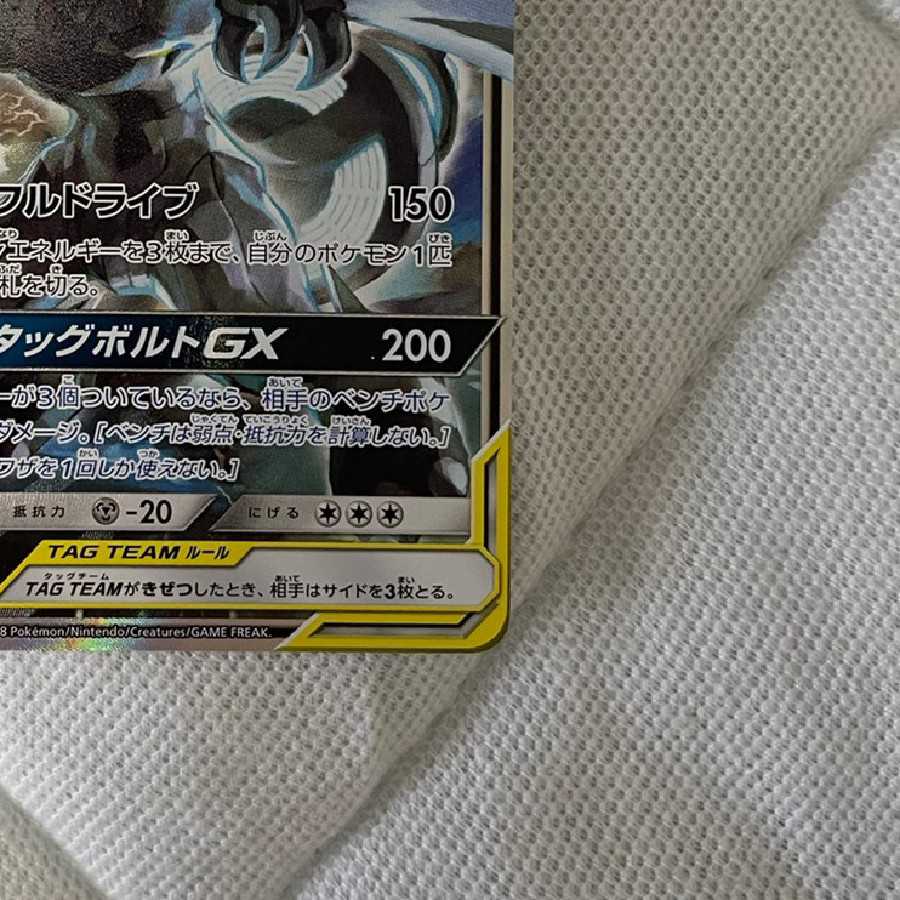 フルドライブ 150
エネルギーを3枚まで、自分のポケモン1匹
札を切る。
タッグボルトGX 200
ーが3個ついているなら、相手のベンチポケ
ダメージ。[ベンチは弱点・抵抗力を計算しない。]
ワザを1回しか使えない。]
抵抗力 -20 にげる
TAG TEAM ルール
TAG TEAMがきぜつしたとき、相手はサイドを3枚とる。
8 Pokémon/Nintendo/Creatures/GAME FREAK.